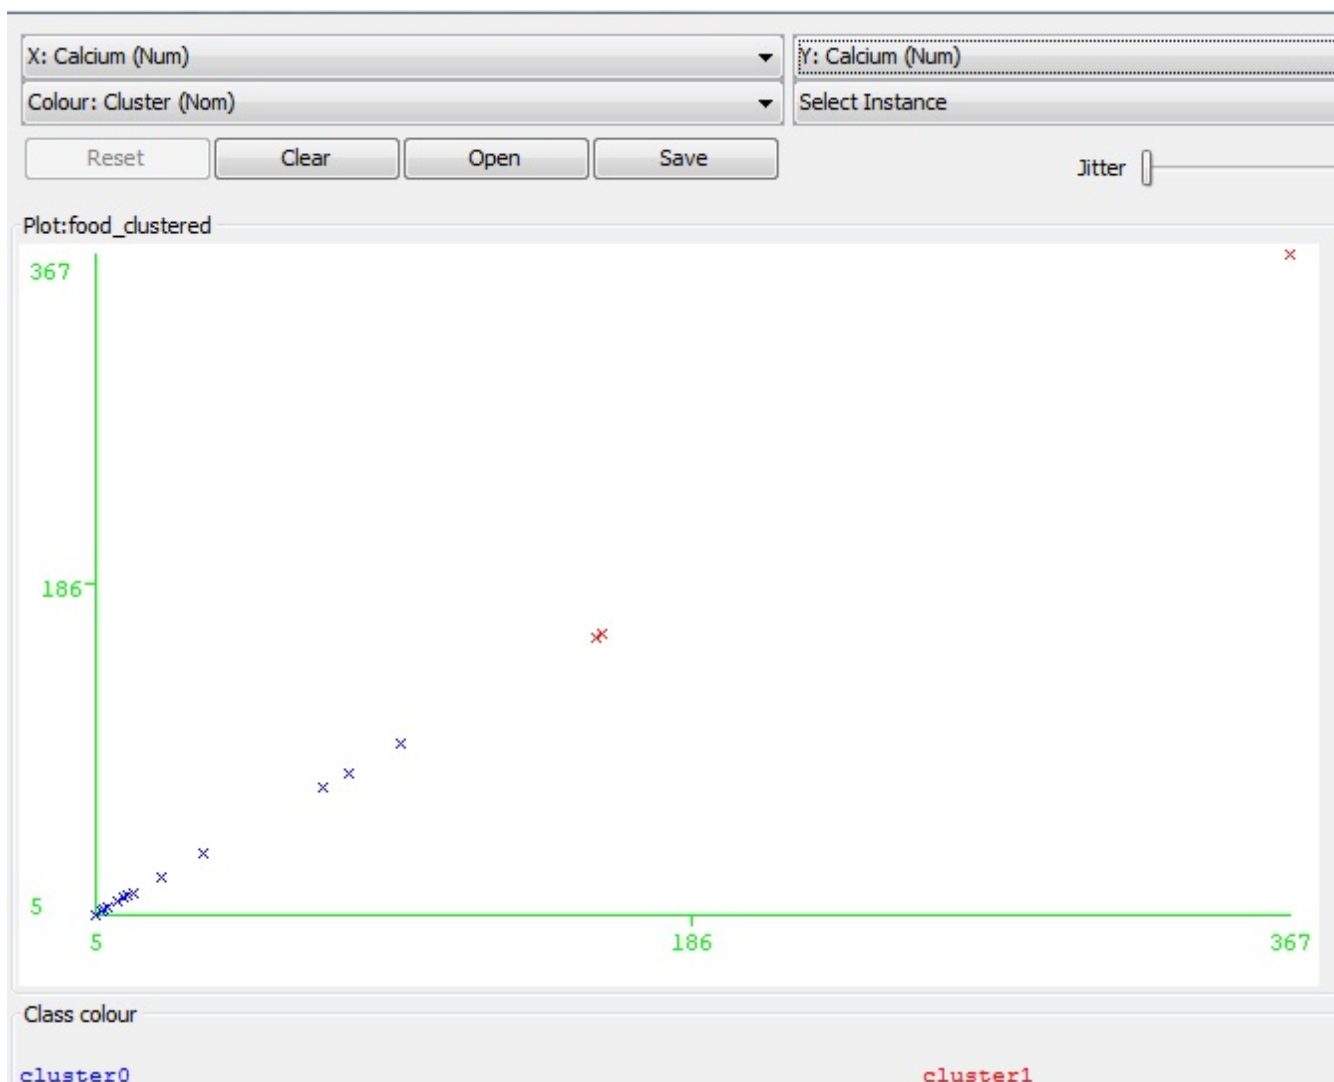 X: Calcium (Num)
Y: Calcium (Num)
Colour: Cluster (Nom)
Select Instance
Reset
Clear
Open
Save
Jitter
Plot:food_clustered
367
186
5
5
186
367
Class colour
cluster0
cluster1